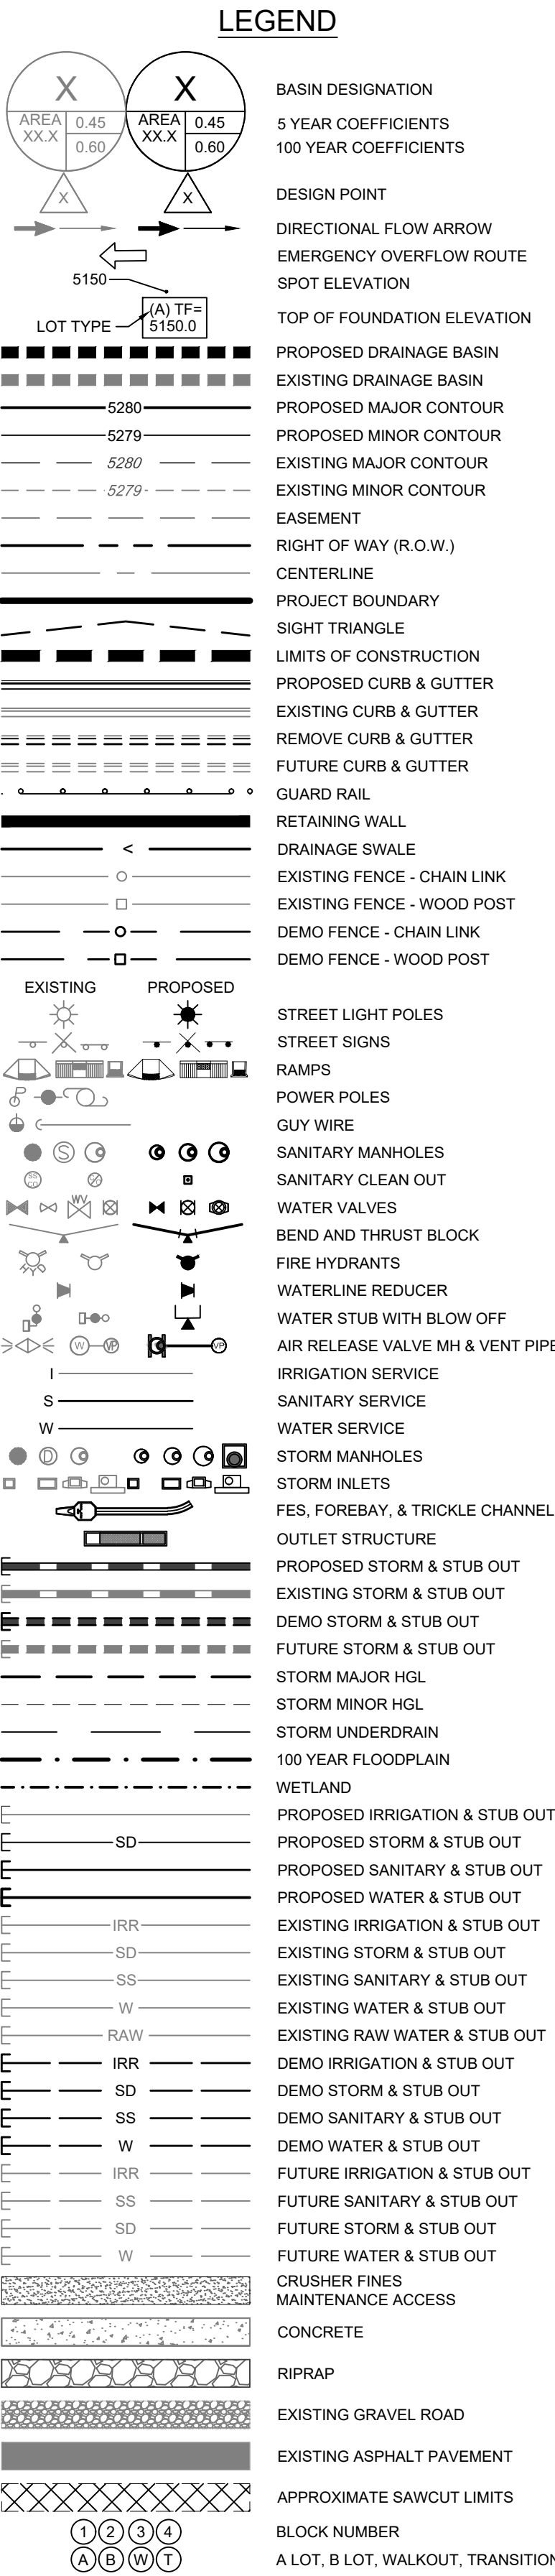 LEGEND
X X BASIN DESIGNATION
AREA XX.X 0.45 AREA XX.X 0.45 5 YEAR COEFFICIENTS
0.60 0.60 100 YEAR COEFFICIENTS
X X DESIGN POINT
DIRECTIONAL FLOW ARROW
EMERGENCY OVERFLOW ROUTE
5150 SPOT ELEVATION
(A) TF=
LOT TYPE 5150.0 TOP OF FOUNDATION ELEVATION
PROPOSED DRAINAGE BASIN
EXISTING DRAINAGE BASIN
5280 PROPOSED MAJOR CONTOUR
5279 PROPOSED MINOR CONTOUR
5280 EXISTING MAJOR CONTOUR
5279 EXISTING MINOR CONTOUR
EASEMENT
RIGHT OF WAY (R.O.W.)
CENTERLINE
PROJECT BOUNDARY
SIGHT TRIANGLE
LIMITS OF CONSTRUCTION
PROPOSED CURB & GUTTER
EXISTING CURB & GUTTER
REMOVE CURB & GUTTER
FUTURE CURB & GUTTER
GUARD RAIL
RETAINING WALL
DRAINAGE SWALE
EXISTING FENCE - CHAIN LINK
EXISTING FENCE - WOOD POST
DEMO FENCE - CHAIN LINK
DEMO FENCE - WOOD POST
EXISTING PROPOSED
STREET LIGHT POLES
STREET SIGNS
RAMPS
POWER POLES
GUY WIRE
S SANITARY MANHOLES
SANITARY CLEAN OUT
WV WATER VALVES
BEND AND THRUST BLOCK
FIRE HYDRANTS
WATERLINE REDUCER
WATER STUB WITH BLOW OFF
W VP VP AIR RELEASE VALVE MH & VENT PIPE
I IRRIGATION SERVICE
S SANITARY SERVICE
W WATER SERVICE
D STORM MANHOLES
STORM INLETS
FES, FOREBAY, & TRICKLE CHANNEL
OUTLET STRUCTURE
PROPOSED STORM & STUB OUT
EXISTING STORM & STUB OUT
DEMO STORM & STUB OUT
FUTURE STORM & STUB OUT
STORM MAJOR HGL
STORM MINOR HGL
STORM UNDERDRAIN
100 YEAR FLOODPLAIN
WETLAND
PROPOSED IRRIGATION & STUB OUT
SD PROPOSED STORM & STUB OUT
PROPOSED SANITARY & STUB OUT
PROPOSED WATER & STUB OUT
IRR EXISTING IRRIGATION & STUB OUT
SD EXISTING STORM & STUB OUT
SS EXISTING SANITARY & STUB OUT
W EXISTING WATER & STUB OUT
RAW EXISTING RAW WATER & STUB OUT
IRR DEMO IRRIGATION & STUB OUT
SD DEMO STORM & STUB OUT
SS DEMO SANITARY & STUB OUT
W DEMO WATER & STUB OUT
IRR FUTURE IRRIGATION & STUB OUT
SS FUTURE SANITARY & STUB OUT
SD FUTURE STORM & STUB OUT
W FUTURE WATER & STUB OUT
CRUSHER FINES
MAINTENANCE ACCESS
CONCRETE
RIPRAP
EXISTING GRAVEL ROAD
EXISTING ASPHALT PAVEMENT
APPROXIMATE SAWCUT LIMITS
1 2 3 4 BLOCK NUMBER
A B W T A LOT, B LOT, WALKOUT, TRANSITION